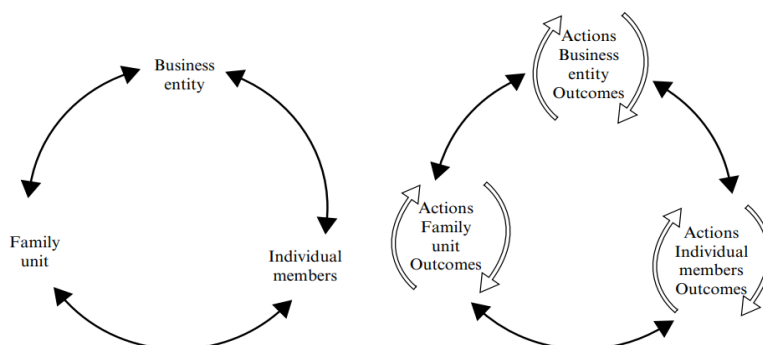 Business
entity
Family
unit
Individual
members
Actions
Business
entity
Outcomes
Actions
Family
unit
Outcomes
Actions
Individual
members
Outcomes